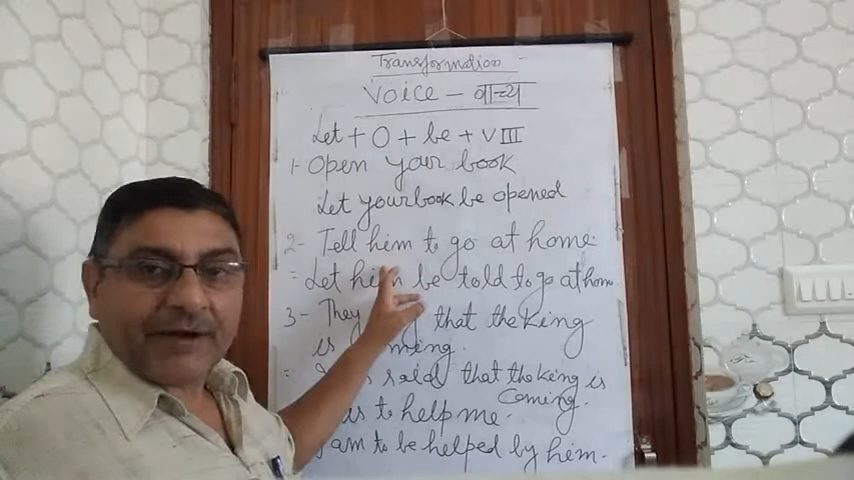 Transformation
Voice - वाच्य
Let + O + be + V III
1- Open your book
Let your book be opened
2- Tell him to go at home
= Let him be told to go at home
3- They that the king
is
= said that the king is
coming.
is to help me.
am to be helped by him.